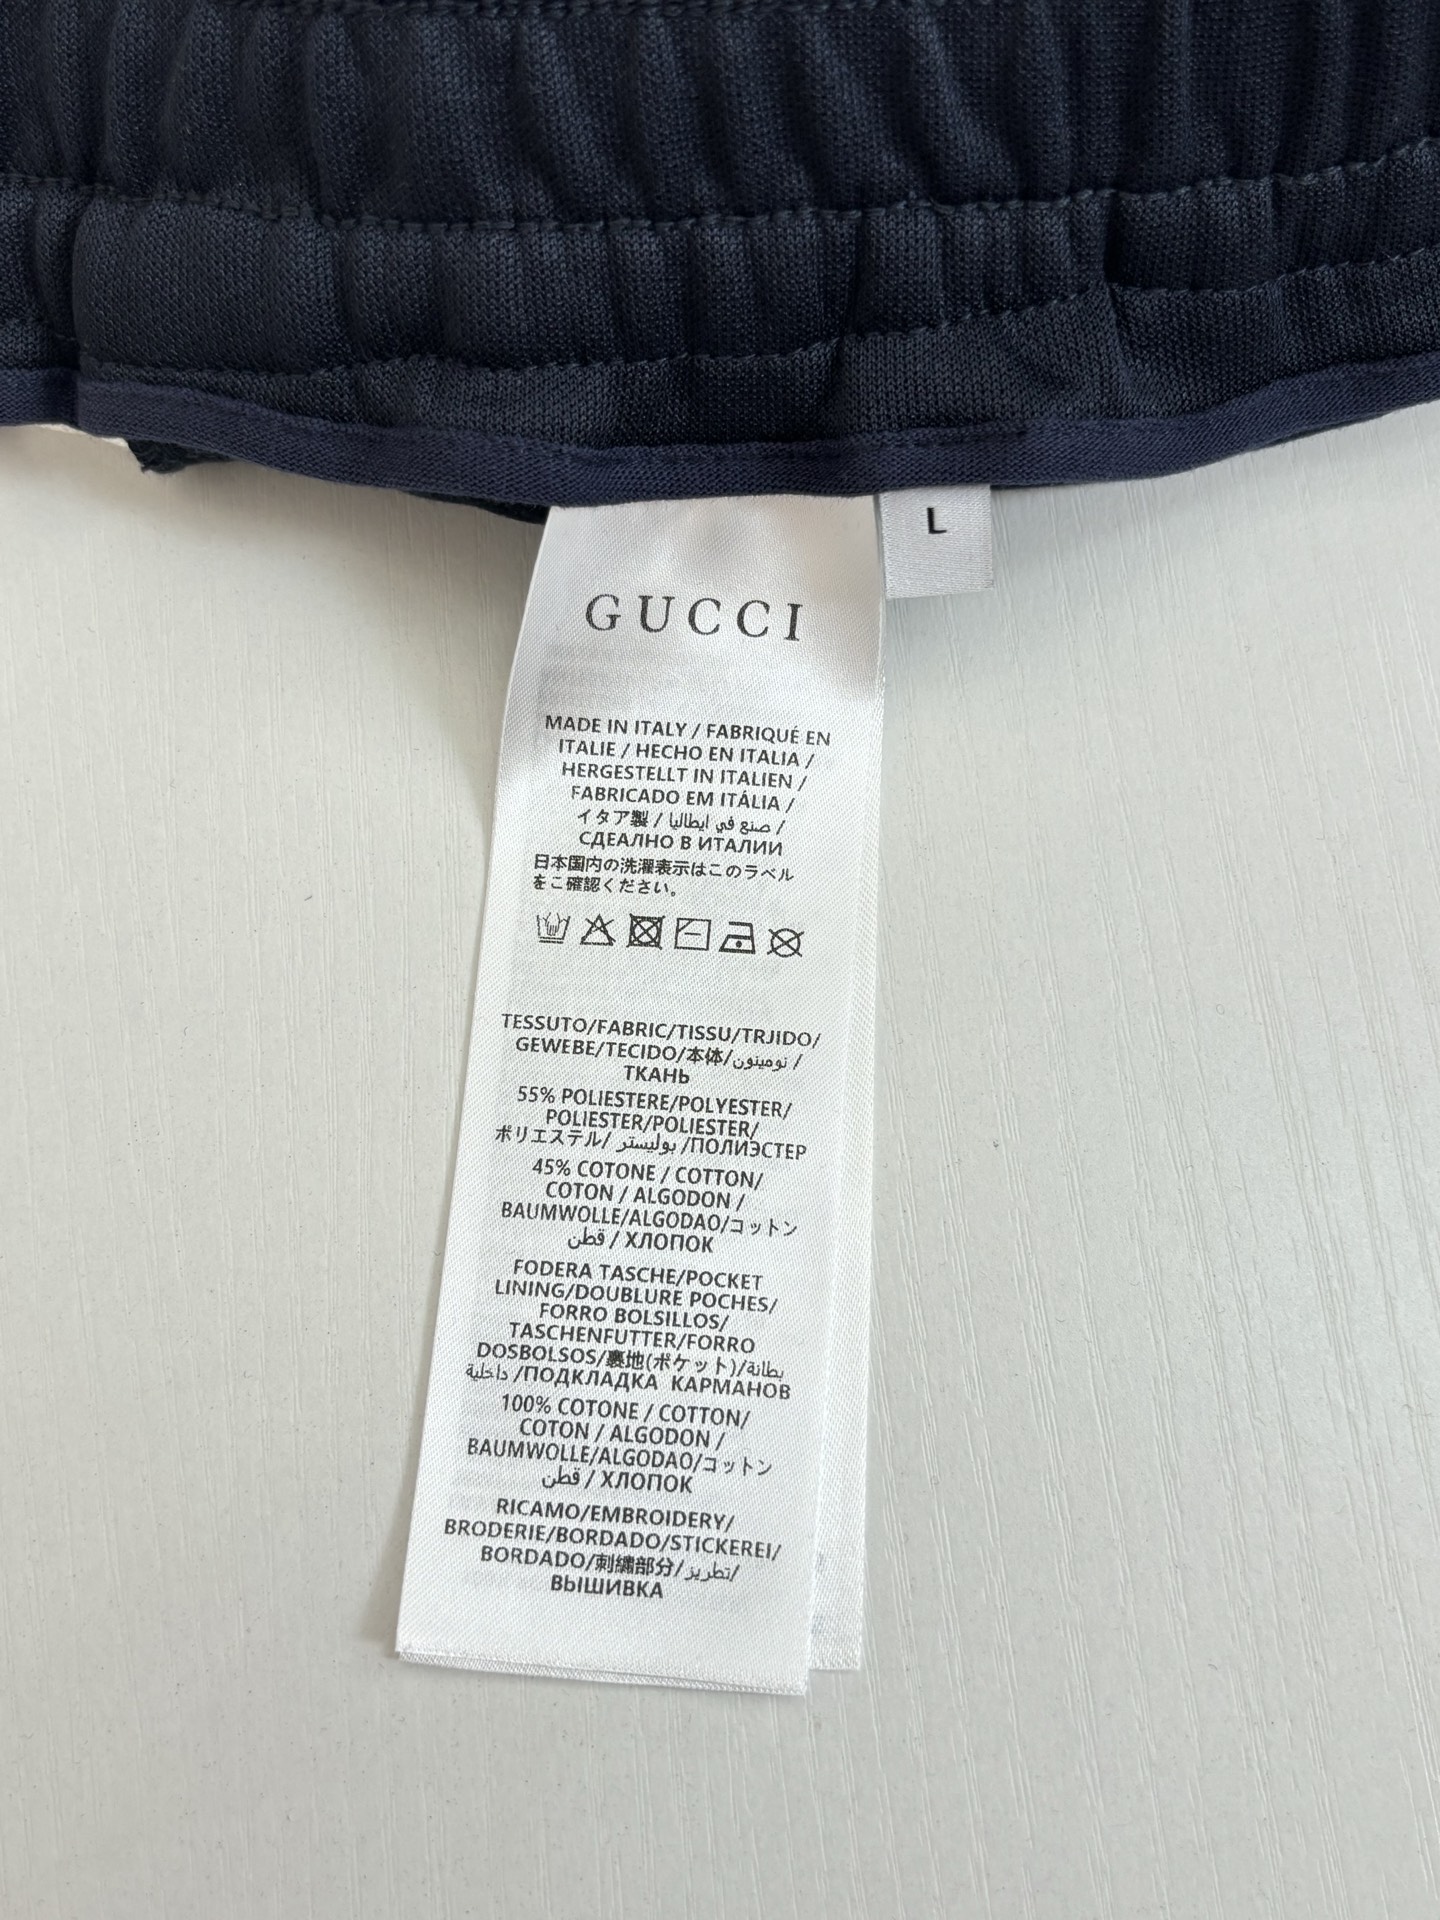 L
GUCCI
MADE IN ITALY / FABRIQUÉ EN
ITALIE / HECHO EN ITALIA /
HERGESTELLT IN ITALIEN /
FABRICADO EM ITÁLIA /
イタア製 / صنع في ايطاليا /
СДЕАЛНО В ИТАЛИИ
日本国内の洗濯表示はこのラベル
をこ確認ください。
TESSUTO/FABRIC/TISSU/TRJIDO/
GEWEBE/TECIDO/本体/نومينون /
ТКАНЬ
55% POLIESTERE/POLYESTER/
POLIESTER/POLIESTER/
ポリエステル/ بوليستر /ПОЛИЭСТЕР
45% COTONE / COTTON/
COTON / ALGODON /
BAUMWOLLE/ALGODAO/コットン
قطن / ХЛОПОК
FODERA TASCHE/POCKET
LINING/DOUBLURE POCHES/
FORRO BOLSILLOS/
TASCHENFUTTER/FORRO
DOSBOLSOS/裏地(ポケット)/بطانة
داخلية /ПОДКЛАДКА КАРМАНОВ
100% COTONE / COTTON/
COTON / ALGODON /
BAUMWOLLE/ALGODAO/コットン
قطن / ХЛОПОК
RICAMO/EMBROIDERY/
BRODERIE/BORDADO/STICKEREI/
BORDADO/刺繡部分/تطريز/
ВЫШИВКА